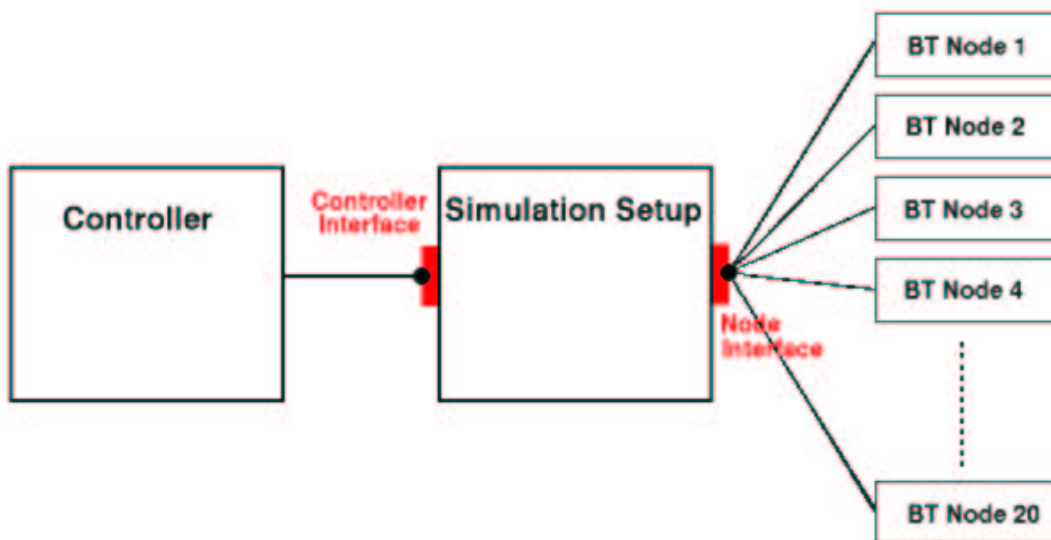 Controller
Controller
Interface
Simulation Setup
Node
Interface
BT Node 1
BT Node 2
BT Node 3
BT Node 4
BT Node 20